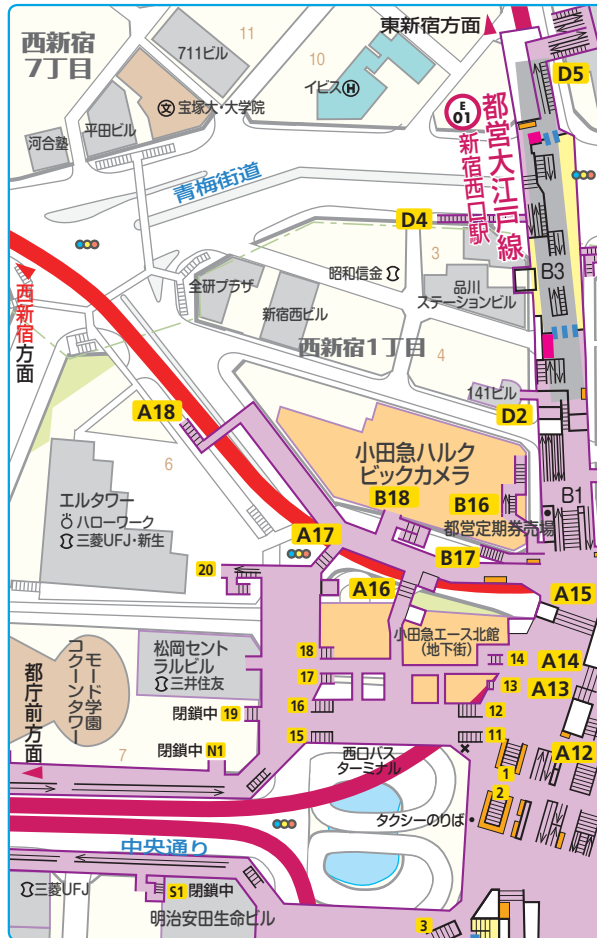 東新宿方面
西新宿
7丁目
11
711ビル
10
イビス
H
文
宝塚大・大学院
平田ビル
河合塾
D5
E
01
都営大江戸線
新宿西口駅
青梅街道
D4
3
昭和信金
品川
ステーションビル
B3
全研プラザ
新宿西ビル
西新宿1丁目
4
西新宿方面
141ビル
D2
A18
小田急ハルク
ビックカメラ
6
B18
B16
B1
エルタワー
ハローワーク
三菱UFJ・新生
都営定期券売場
A17
B17
20
A16
A15
小田急エース北館
(地下街)
松岡セント
ラルビル
三井住友
18
14
A14
17
13
A13
モード学園
コクーンタワー
都庁前方面
閉鎖中
19
16
12
閉鎖中
N1
7
15
11
西口バス
ターミナル
A12
1
2
タクシーのりば
中央通り
三菱UFJ
S1
閉鎖中
明治安田生命ビル
3